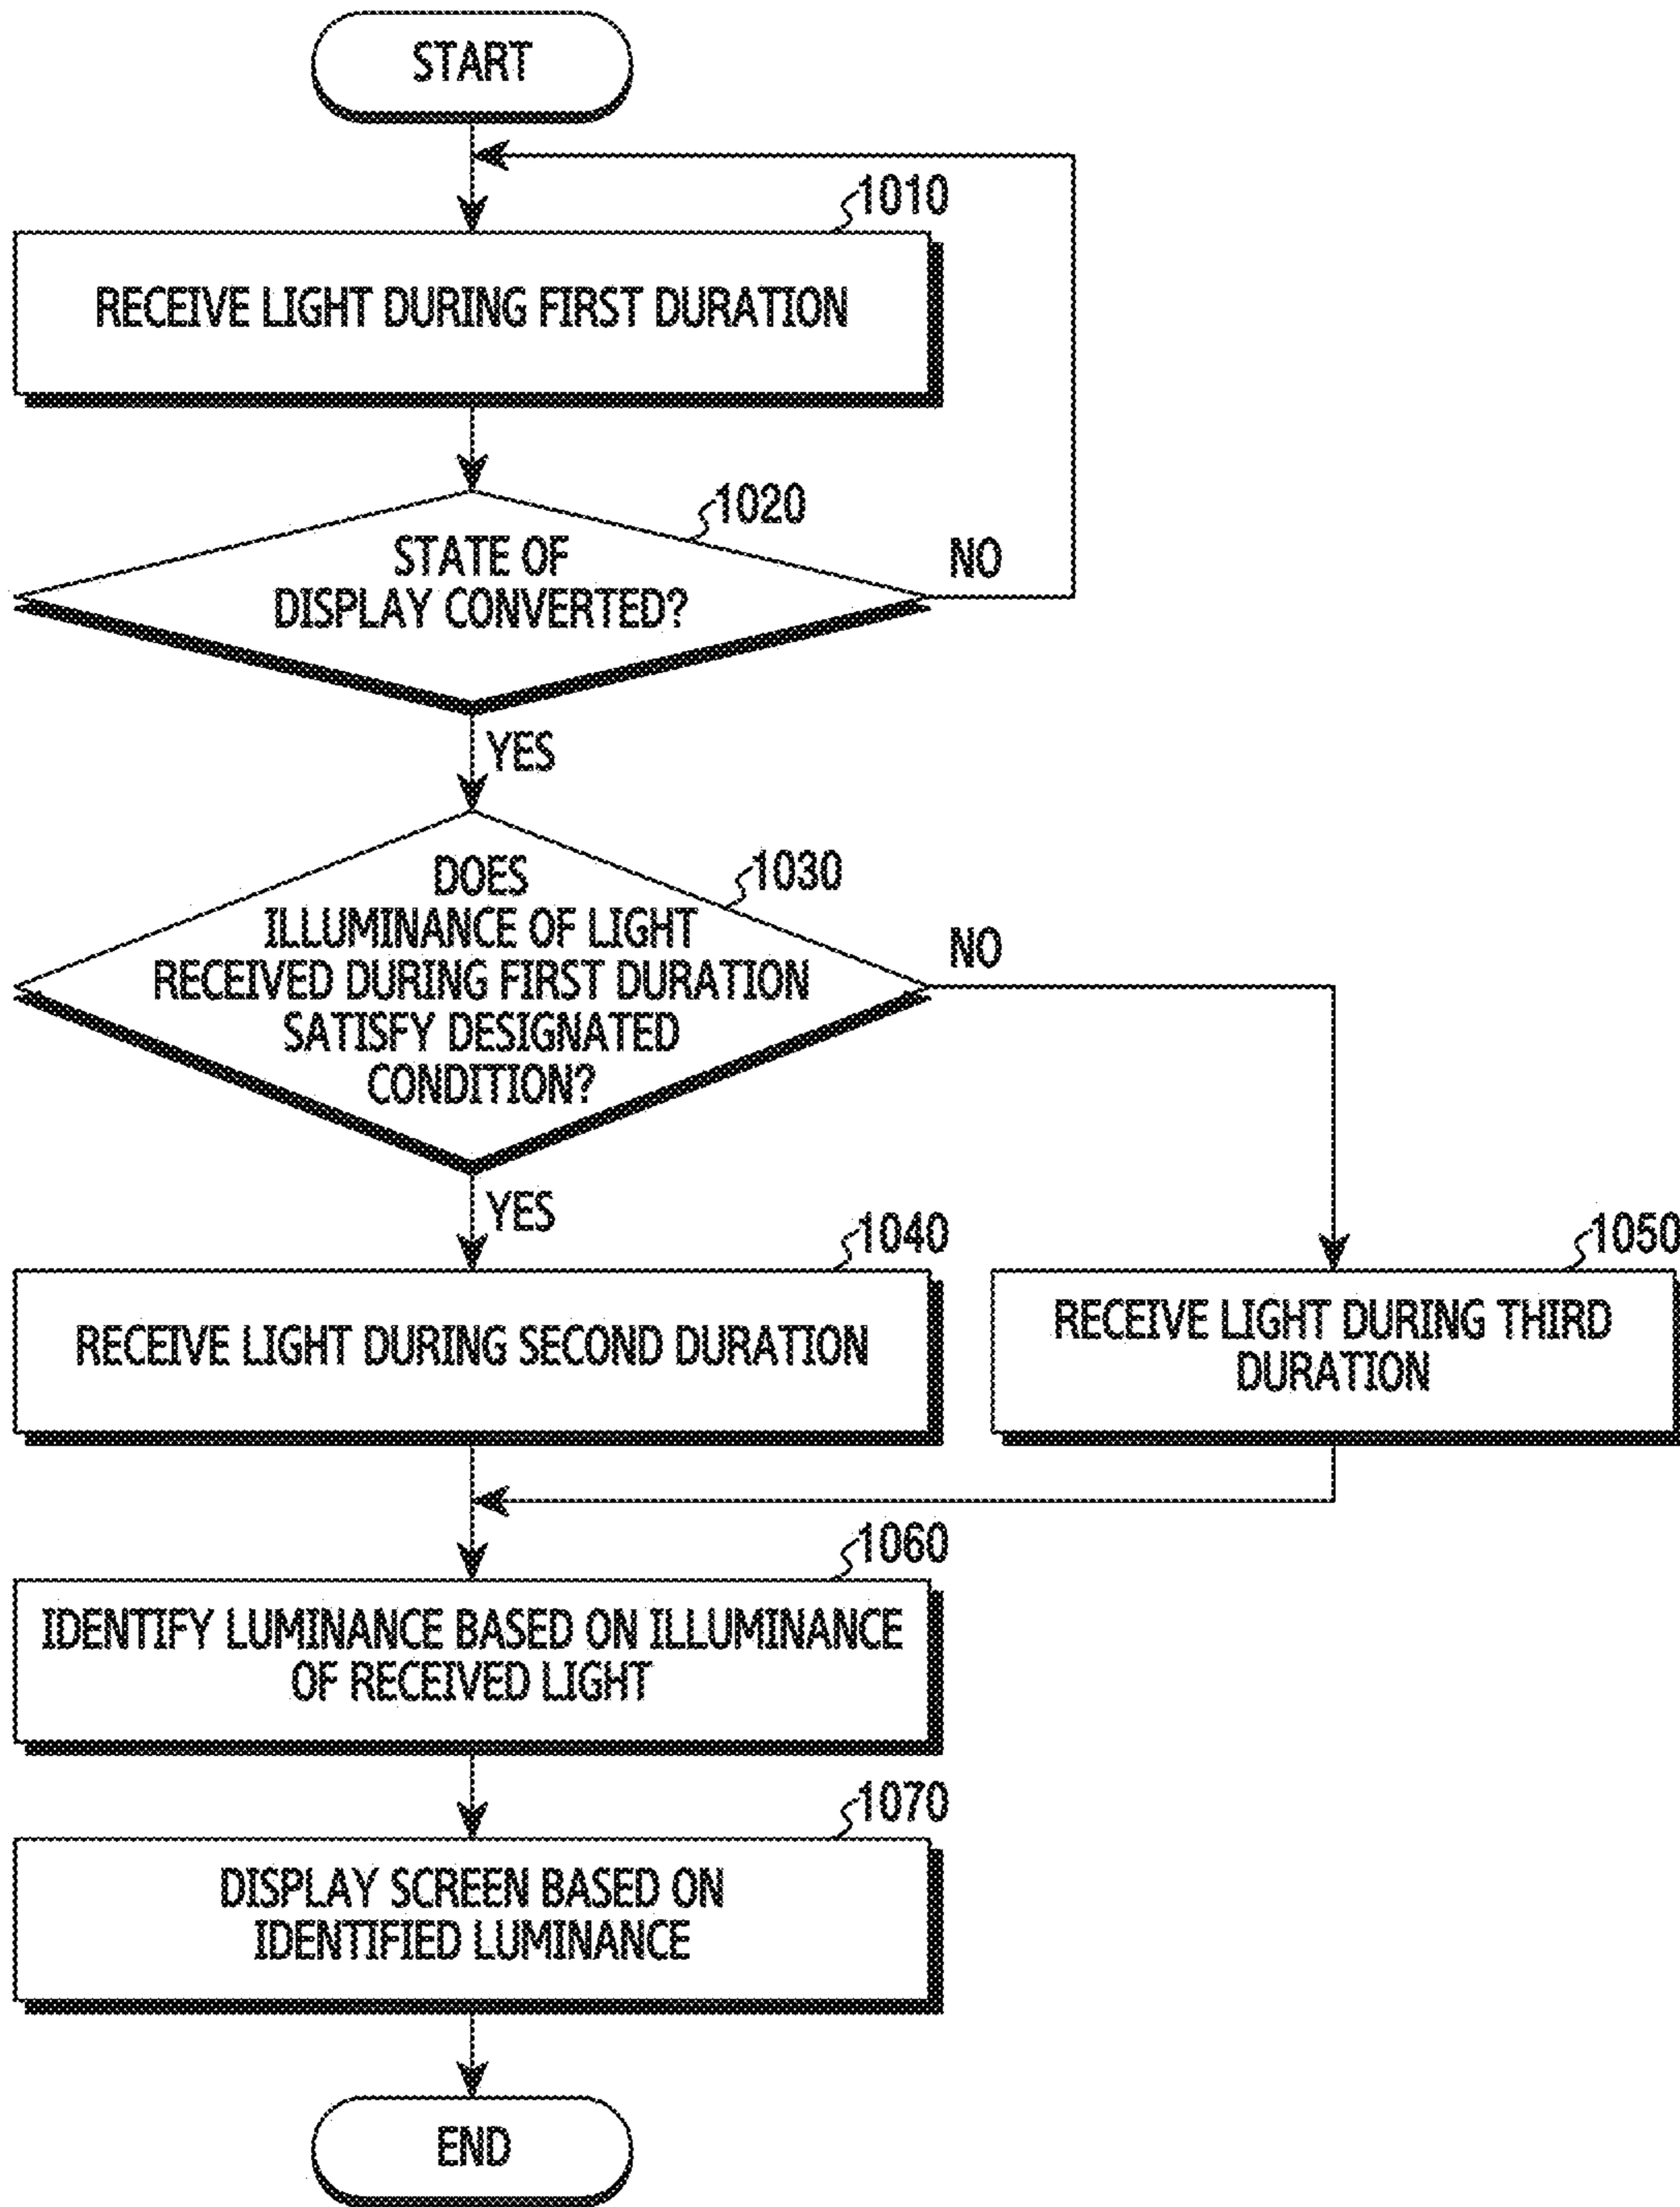 START
1010
RECEIVE LIGHT DURING FIRST DURATION
1020
STATE OF
DISPLAY CONVERTED?
NO
YES
1030
DOES
ILLUMINANCE OF LIGHT
RECEIVED DURING FIRST DURATION
SATISFY DESIGNATED
CONDITION?
NO
YES
1040
RECEIVE LIGHT DURING SECOND DURATION
1050
RECEIVE LIGHT DURING THIRD
DURATION
1060
IDENTIFY LUMINANCE BASED ON ILLUMINANCE
OF RECEIVED LIGHT
1070
DISPLAY SCREEN BASED ON
IDENTIFIED LUMINANCE
END